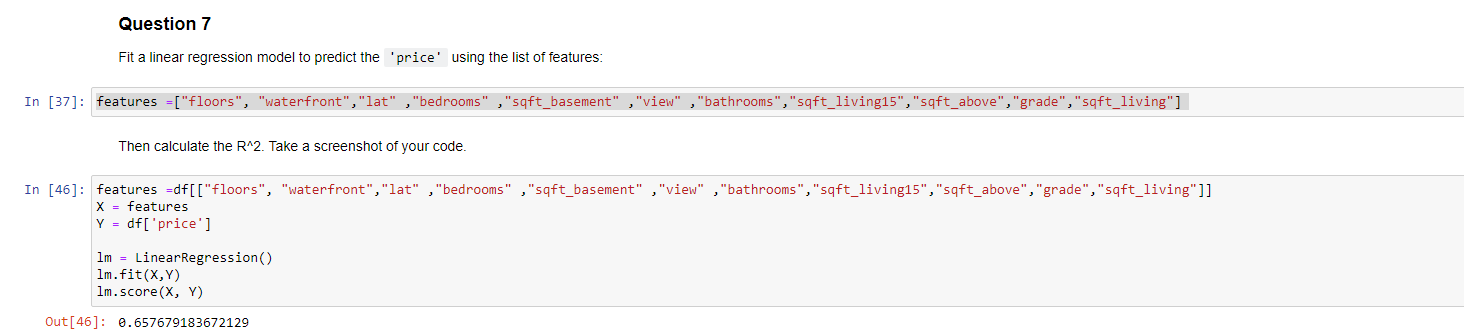 Question 7
Fit a linear regression model to predict the 'price' using the list of features:
In [37]: features =["floors", "waterfront","lat" ,"bedrooms" ,"sqft_basement" ,"view" ,"bathrooms","sqft_living15","sqft_above","grade","sqft_living"]
Then calculate the R^2. Take a screenshot of your code.
In [46]: features =df[["floors", "waterfront","lat" ,"bedrooms" ,"sqft_basement" ,"view" ,"bathrooms","sqft_living15","sqft_above","grade","sqft_living"]]
X = features
Y = df['price']
lm = LinearRegression()
lm.fit(X,Y)
lm.score(X, Y)
Out[46]: 0.657679183672129